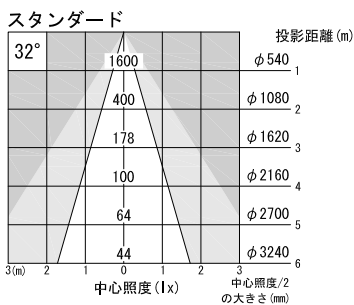 スタンダード
投影距離(m)
32°
1600
φ540
1
400
φ1080
2
178
φ1620
3
100
φ2160
4
64
φ2700
5
44
φ3240
6
3(m) 2 1 0 1 2 3
中心照度(lx)
中心照度/2
の大きさ(mm)